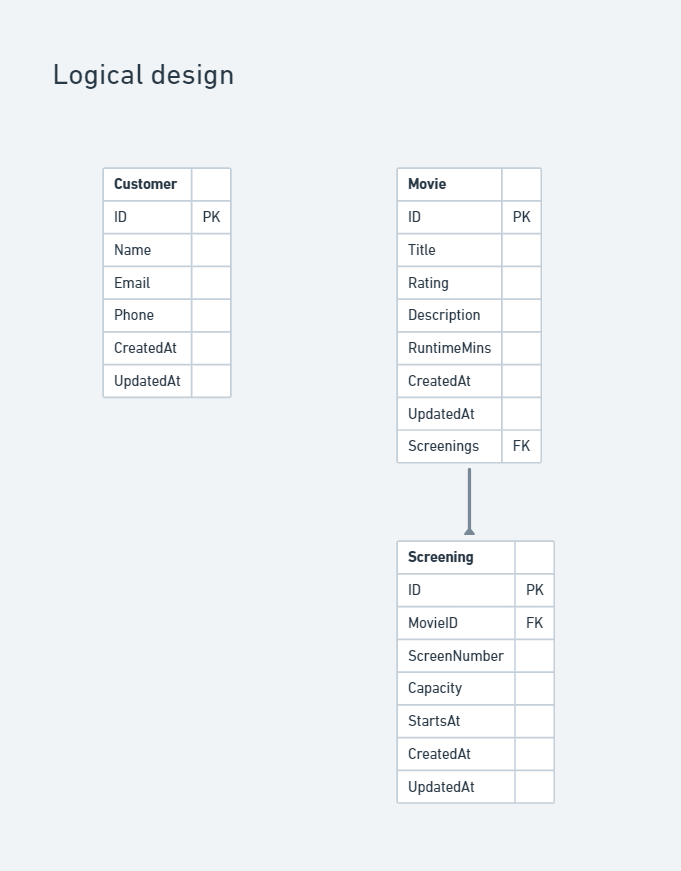 Logical design
Customer
ID PK
Name
Email
Phone
CreatedAt
UpdatedAt
Movie
ID PK
Title
Rating
Description
RuntimeMins
CreatedAt
UpdatedAt
Screenings FK
Screening
ID PK
MovieID FK
ScreenNumber
Capacity
StartsAt
CreatedAt
UpdatedAt